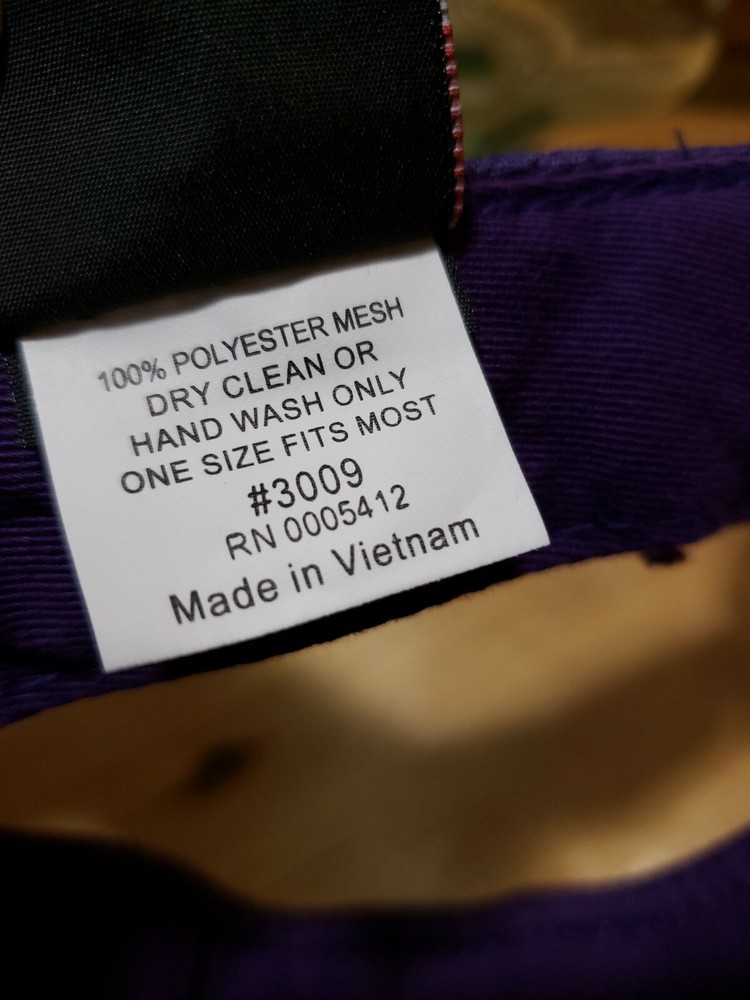 100% POLYESTER MESH
DRY CLEAN OR
HAND WASH ONLY
ONE SIZE FITS MOST
#3009
RN 0005412
Made in Vietnam